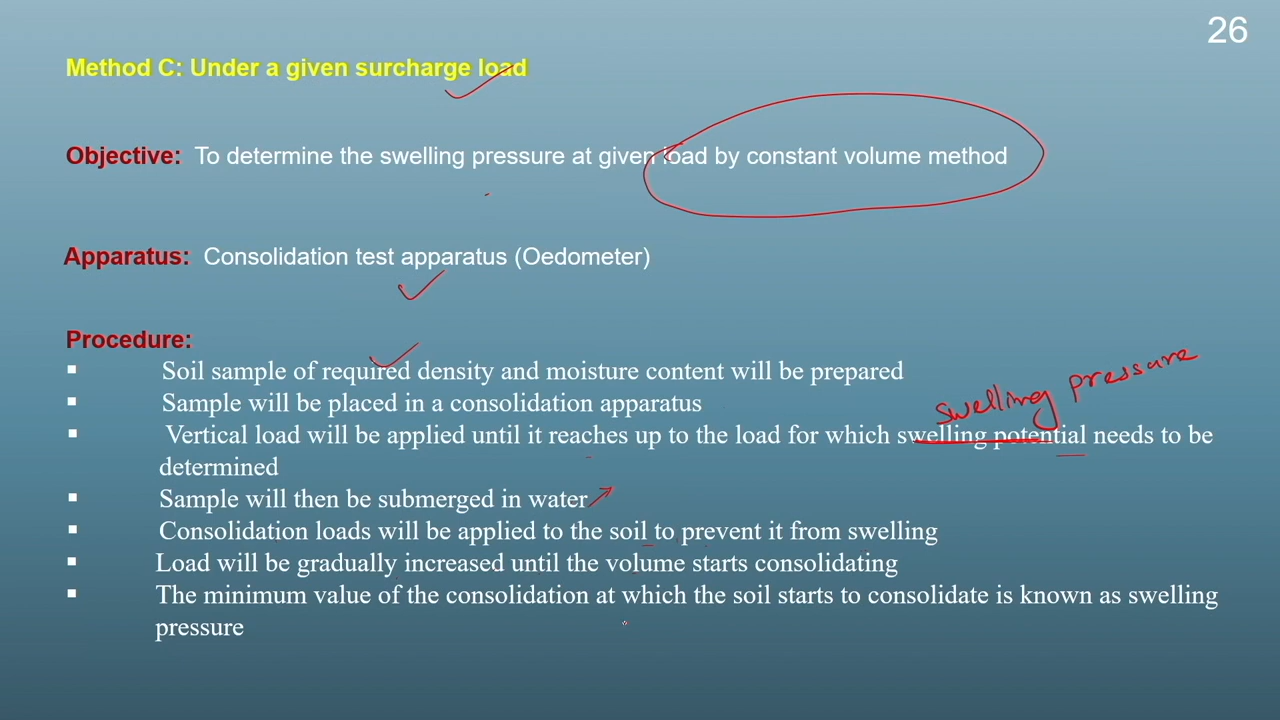 26
Method C: Under a given surcharge load
Objective: To determine the swelling pressure at given load by constant volume method
Apparatus: Consolidation test apparatus (Oedometer)
Procedure:
▪ Soil sample of required density and moisture content will be prepared
▪ Sample will be placed in a consolidation apparatus
swelling pressure
▪ Vertical load will be applied until it reaches up to the load for which swelling potential needs to be
determined
▪ Sample will then be submerged in water
▪ Consolidation loads will be applied to the soil to prevent it from swelling
▪ Load will be gradually increased until the volume starts consolidating
▪ The minimum value of the consolidation at which the soil starts to consolidate is known as swelling
pressure